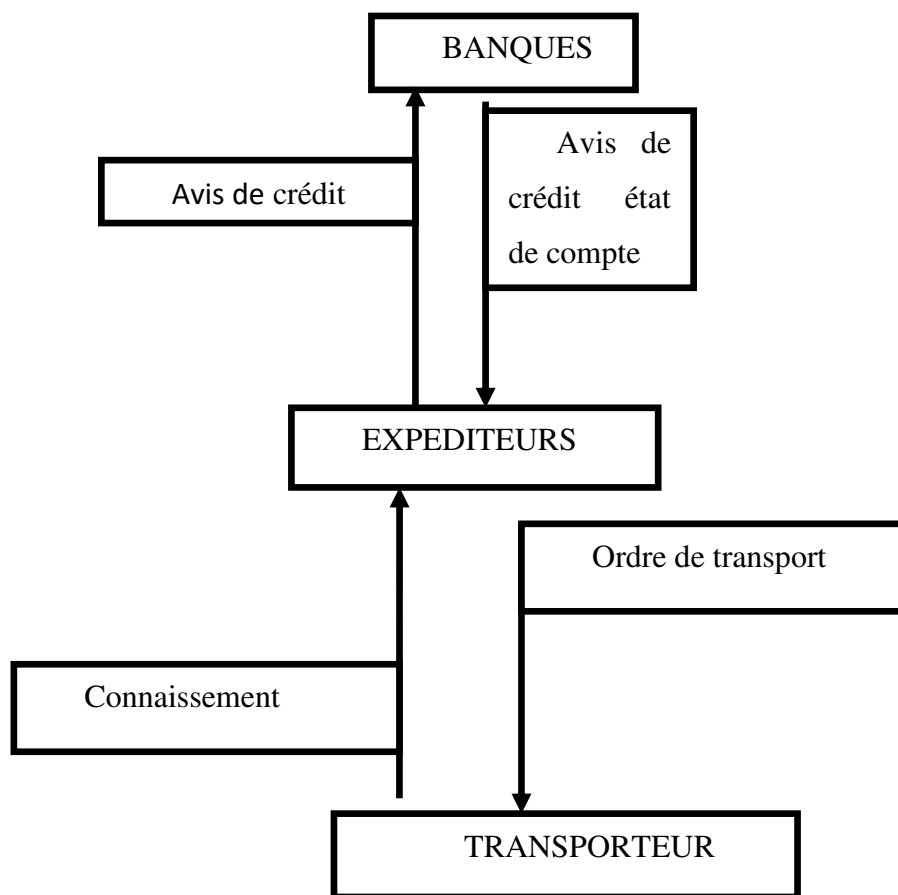 BANQUES
Avis de crédit
Avis de
crédit état
de compte
EXPEDITEURS
Ordre de transport
Connaissement
TRANSPORTEUR